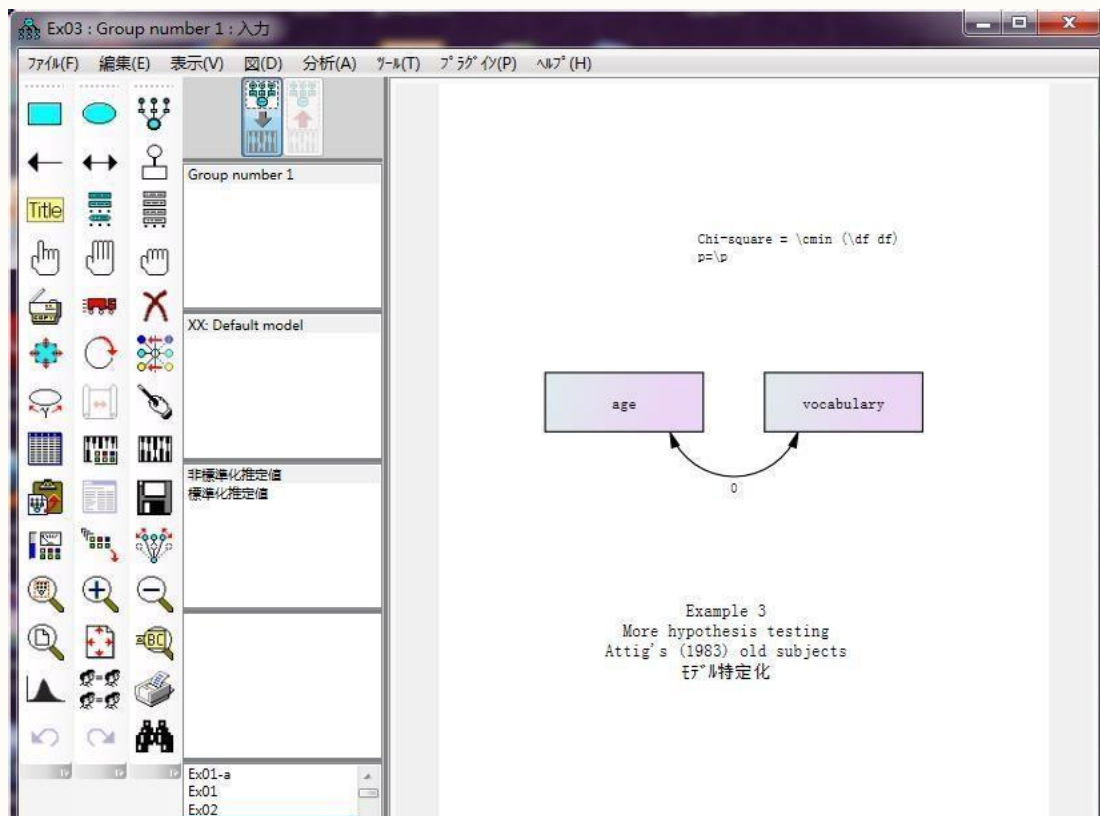 Ex03 : Group number 1 : 入力
ﾌｧｲﾙ(F) 編集(E) 表示(V) 図(D) 分析(A) ﾂｰﾙ(T) ﾌﾟﾗｸﾞｲﾝ(P) ﾍﾙﾌﾟ(H)
Title
Group number 1
XX: Default model
非標準化推定値
標準化推定値
Ex01-a
Ex01
Ex02
Chi-square = \cmin (\df df)
p=\p
age
vocabulary
0
Example 3
More hypothesis testing
Attig's (1983) old subjects
ﾓﾃﾞﾙ特定化